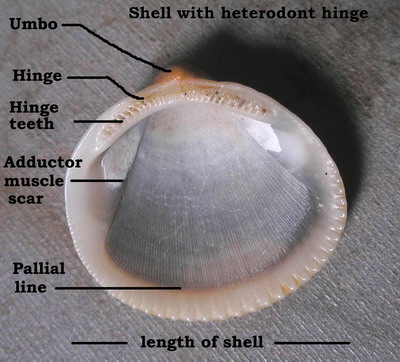 Shell with heterodont hinge
Umbo
Hinge
Hinge
teeth
Adductor
muscle
scar
Pallial
line
length of shell